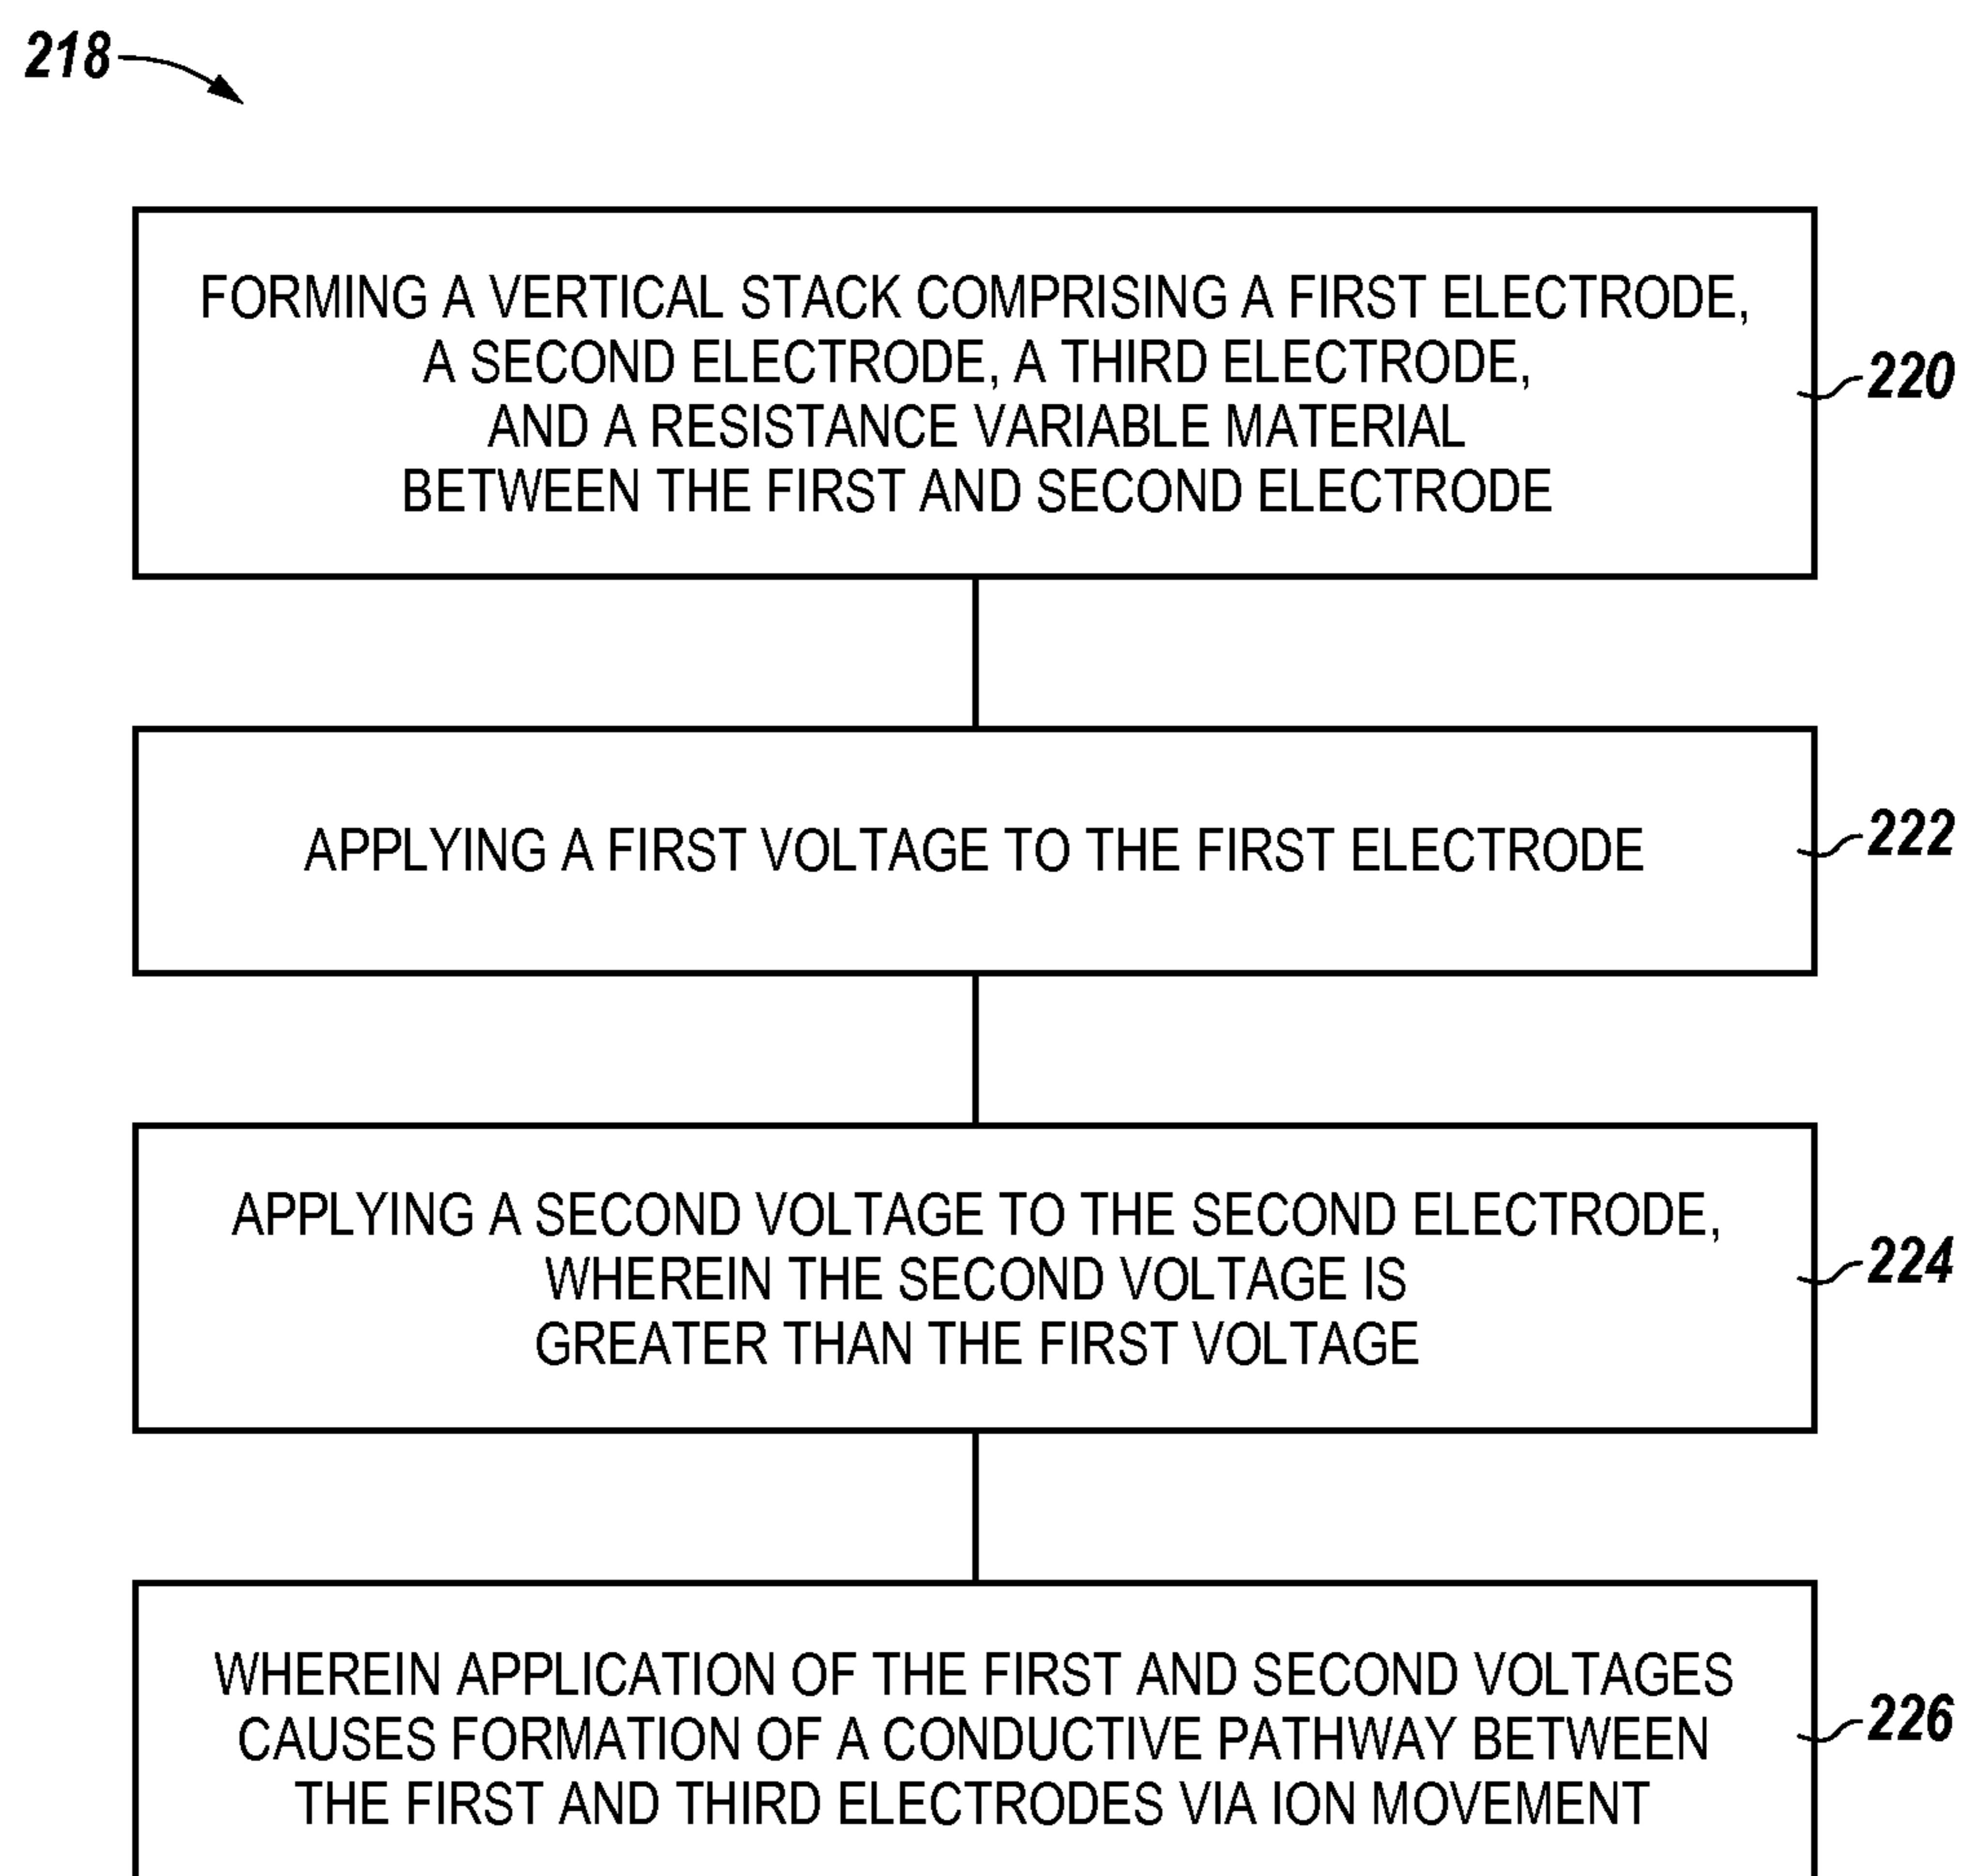 218
FORMING A VERTICAL STACK COMPRISING A FIRST ELECTRODE,
A SECOND ELECTRODE, A THIRD ELECTRODE,
AND A RESISTANCE VARIABLE MATERIAL
BETWEEN THE FIRST AND SECOND ELECTRODE
220
APPLYING A FIRST VOLTAGE TO THE FIRST ELECTRODE
222
APPLYING A SECOND VOLTAGE TO THE SECOND ELECTRODE,
WHEREIN THE SECOND VOLTAGE IS
GREATER THAN THE FIRST VOLTAGE
224
WHEREIN APPLICATION OF THE FIRST AND SECOND VOLTAGES
CAUSES FORMATION OF A CONDUCTIVE PATHWAY BETWEEN
THE FIRST AND THIRD ELECTRODES VIA ION MOVEMENT
226